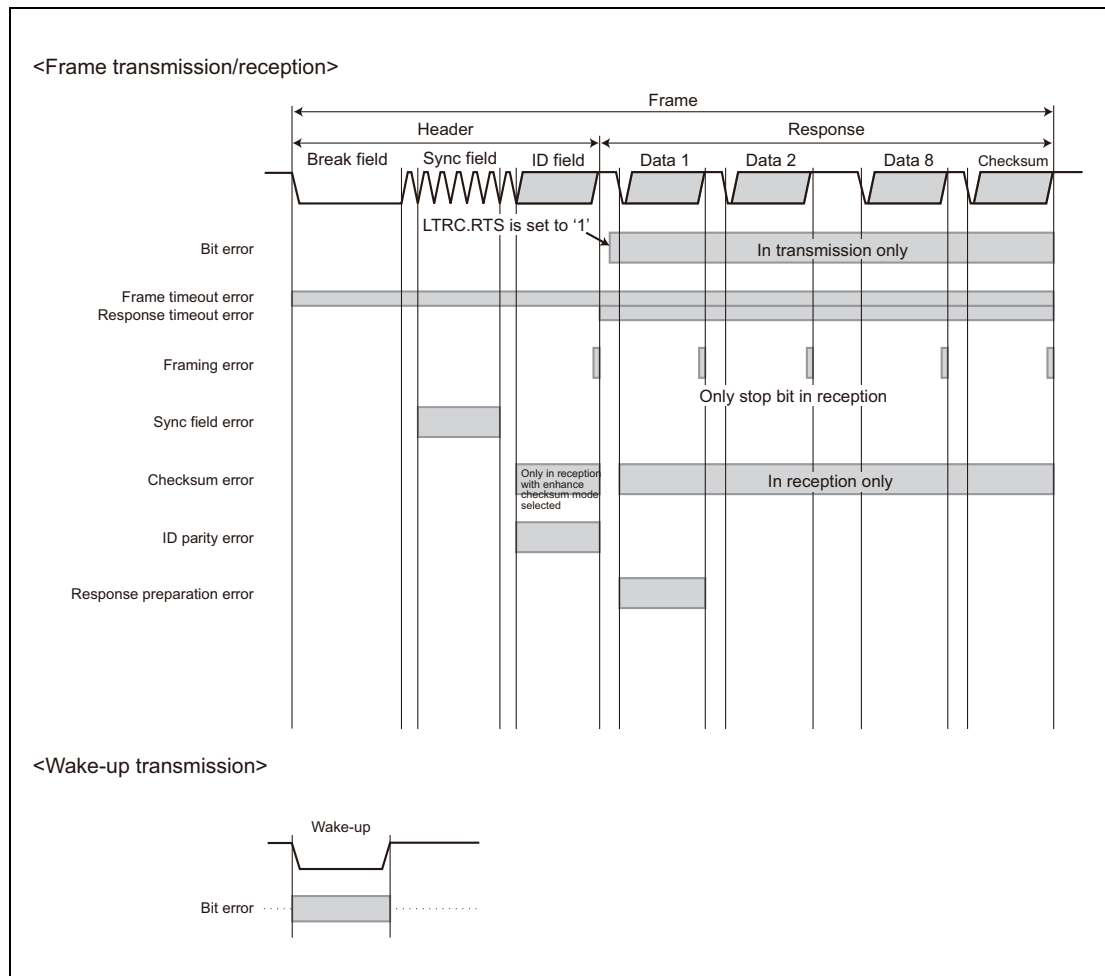 <Frame transmission/reception>
Frame
Header
Response
Break field
Sync field
ID field
Data 1
Data 2
Data 8
Checksum
LTRC.RTS is set to ‘1’
Bit error
In transmission only
Frame timeout error
Response timeout error
Framing error
Only stop bit in reception
Sync field error
Checksum error
Only in reception
with enhance
checksum mode
selected
In reception only
ID parity error
Response preparation error
<Wake-up transmission>
Wake-up
Bit error